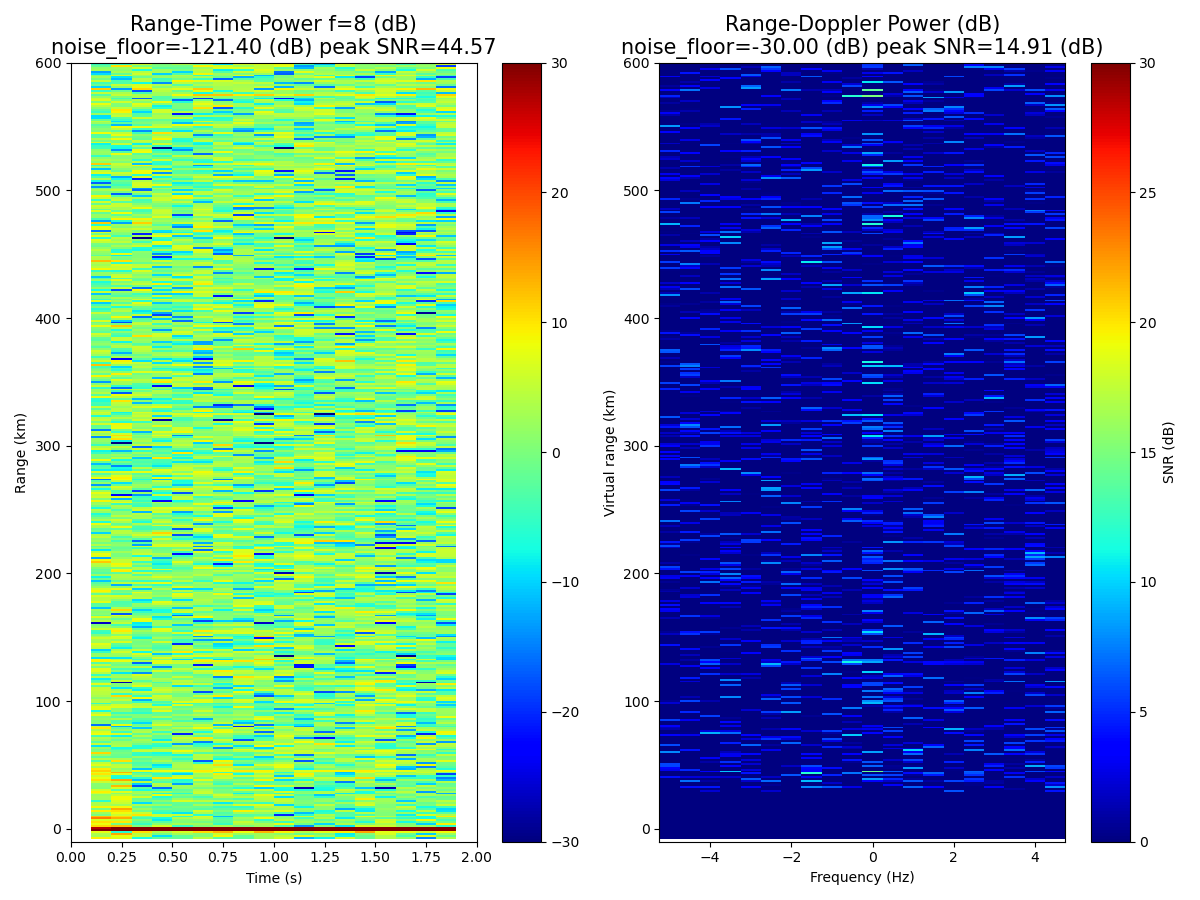 Range-Time Power f=8 (dB)
noise_floor=-121.40 (dB) peak SNR=44.57
Range-Doppler Power (dB)
noise_floor=-30.00 (dB) peak SNR=14.91 (dB)
600
500
400
300
200
100
0
Range (km)
0.00 0.25 0.50 0.75 1.00 1.25 1.50 1.75 2.00
Time (s)
30
20
10
0
−10
−20
−30
600
500
400
300
200
100
0
Virtual range (km)
−4 −2 0 2 4
Frequency (Hz)
30
25
20
15
10
5
0
SNR (dB)